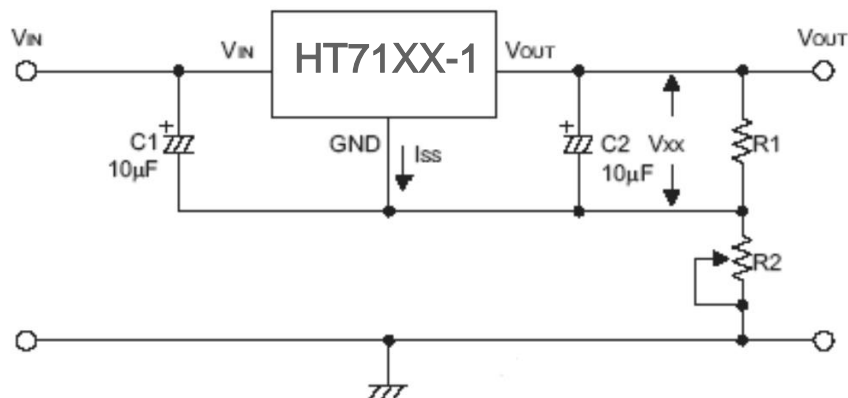 VIN
VIN
HT71XX-1
VOUT
VOUT
C1
10μF
GND
ISS
C2
10μF
VXX
R1
R2